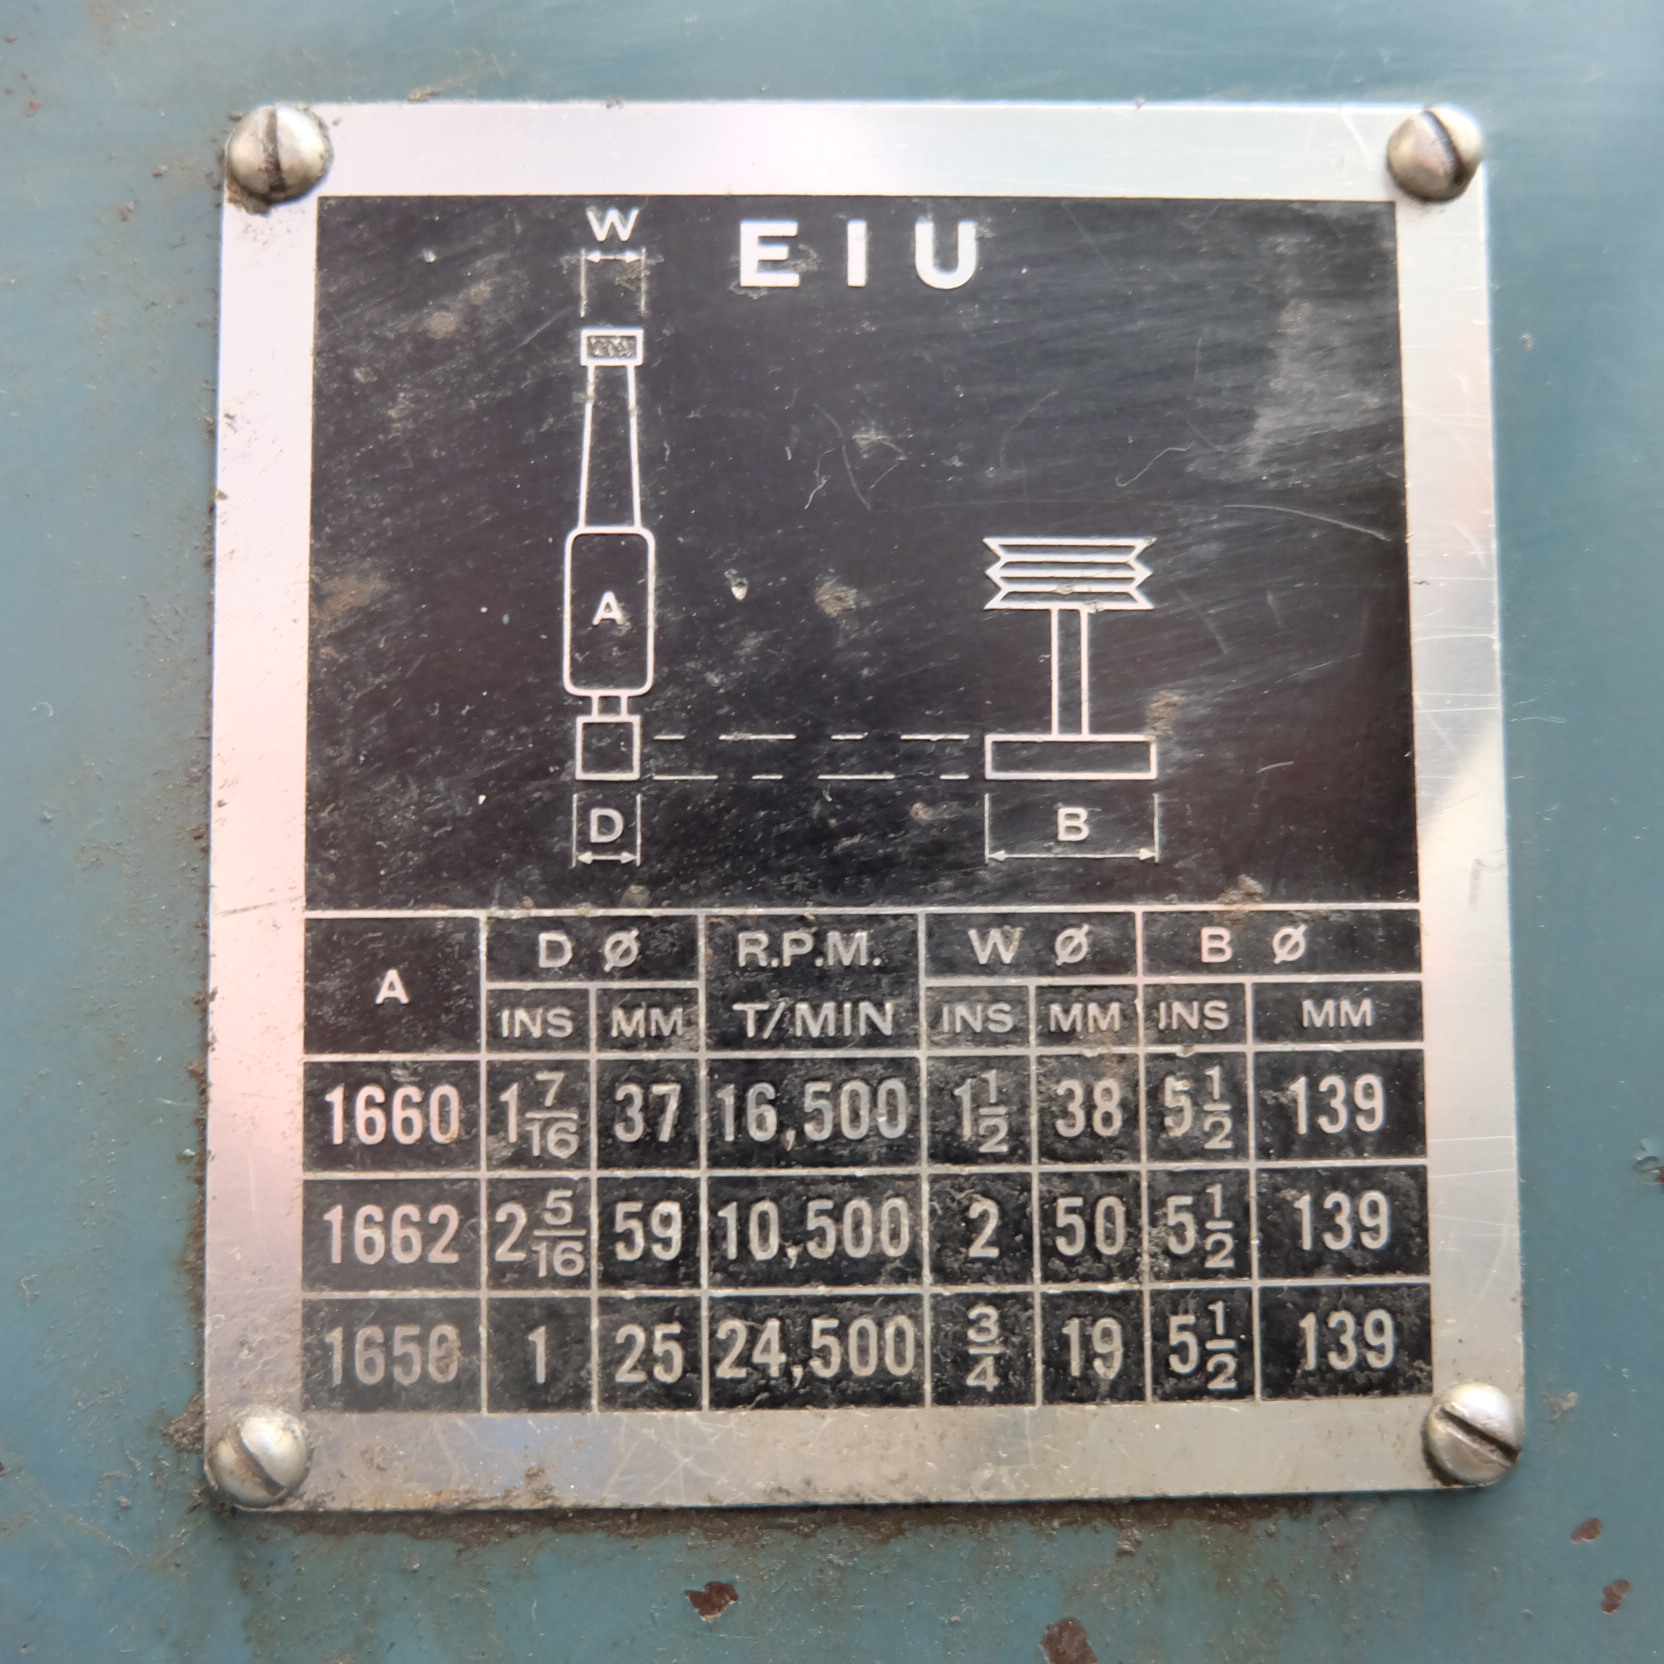 W
EIU
A
D
B
A D Ø R.P.M. W Ø B Ø
INS MM T/MIN INS MM INS MM
1660 1 7/16 37 16,500 1 1/2 38 5 1/2 139
1662 2 5/16 59 10,500 2 50 5 1/2 139
1650 1 25 24,500 3/4 19 5 1/2 139